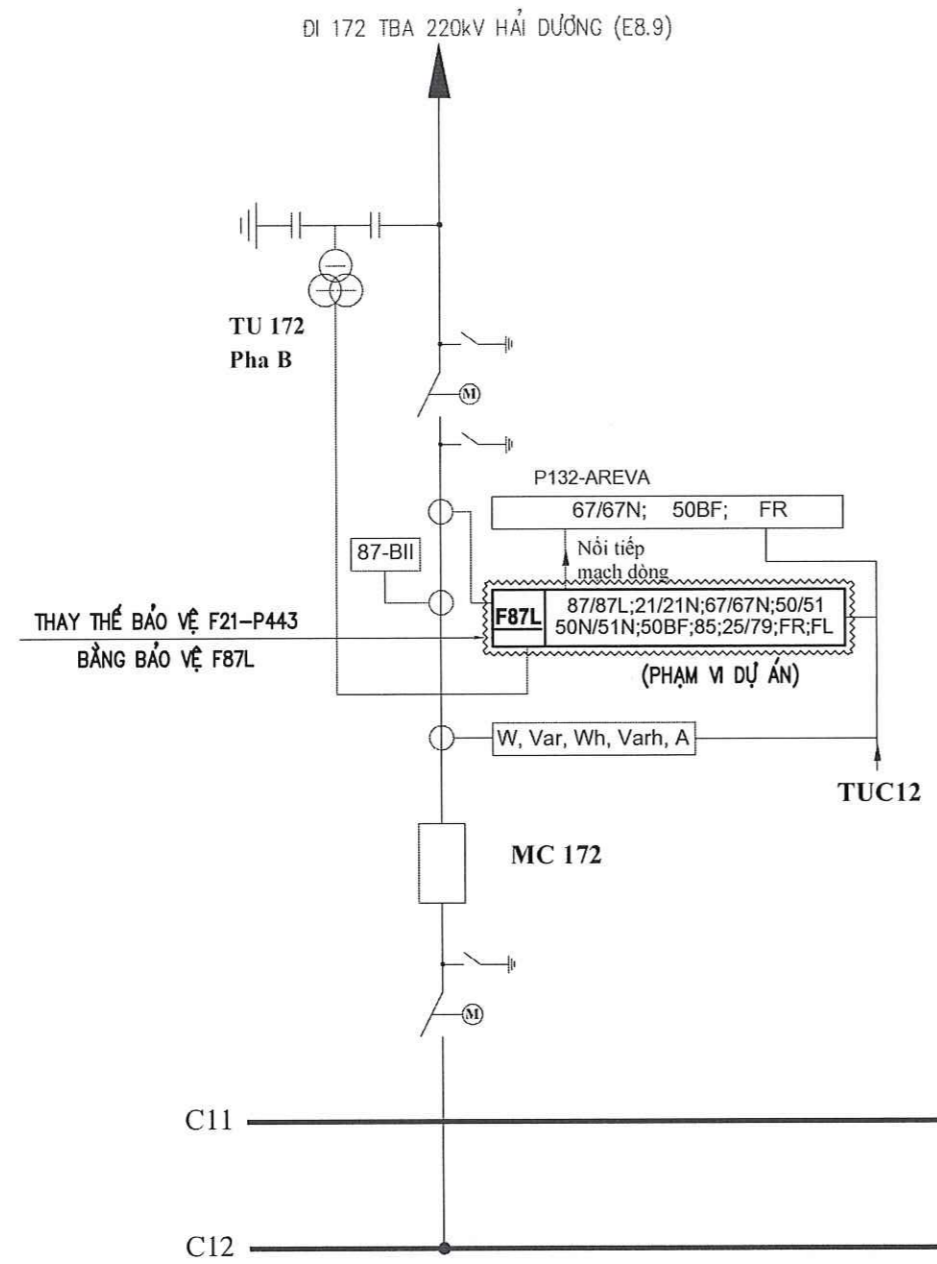 ĐI 172 TBA 220kV HẢI DƯƠNG (E8.9)
TU 172
Pha B
M
P132-AREVA
67/67N; 50BF; FR
Nối tiếp
mạch dòng
87-BII
F87L
87/87L;21/21N;67/67N;50/51
50N/51N;50BF;85;25/79;FR;FL
THAY THẾ BẢO VỆ F21-P443
BẰNG BẢO VỆ F87L
(PHẠM VI DỰ ÁN)
W, Var, Wh, Varh, A
TUC12
MC 172
M
C11
C12